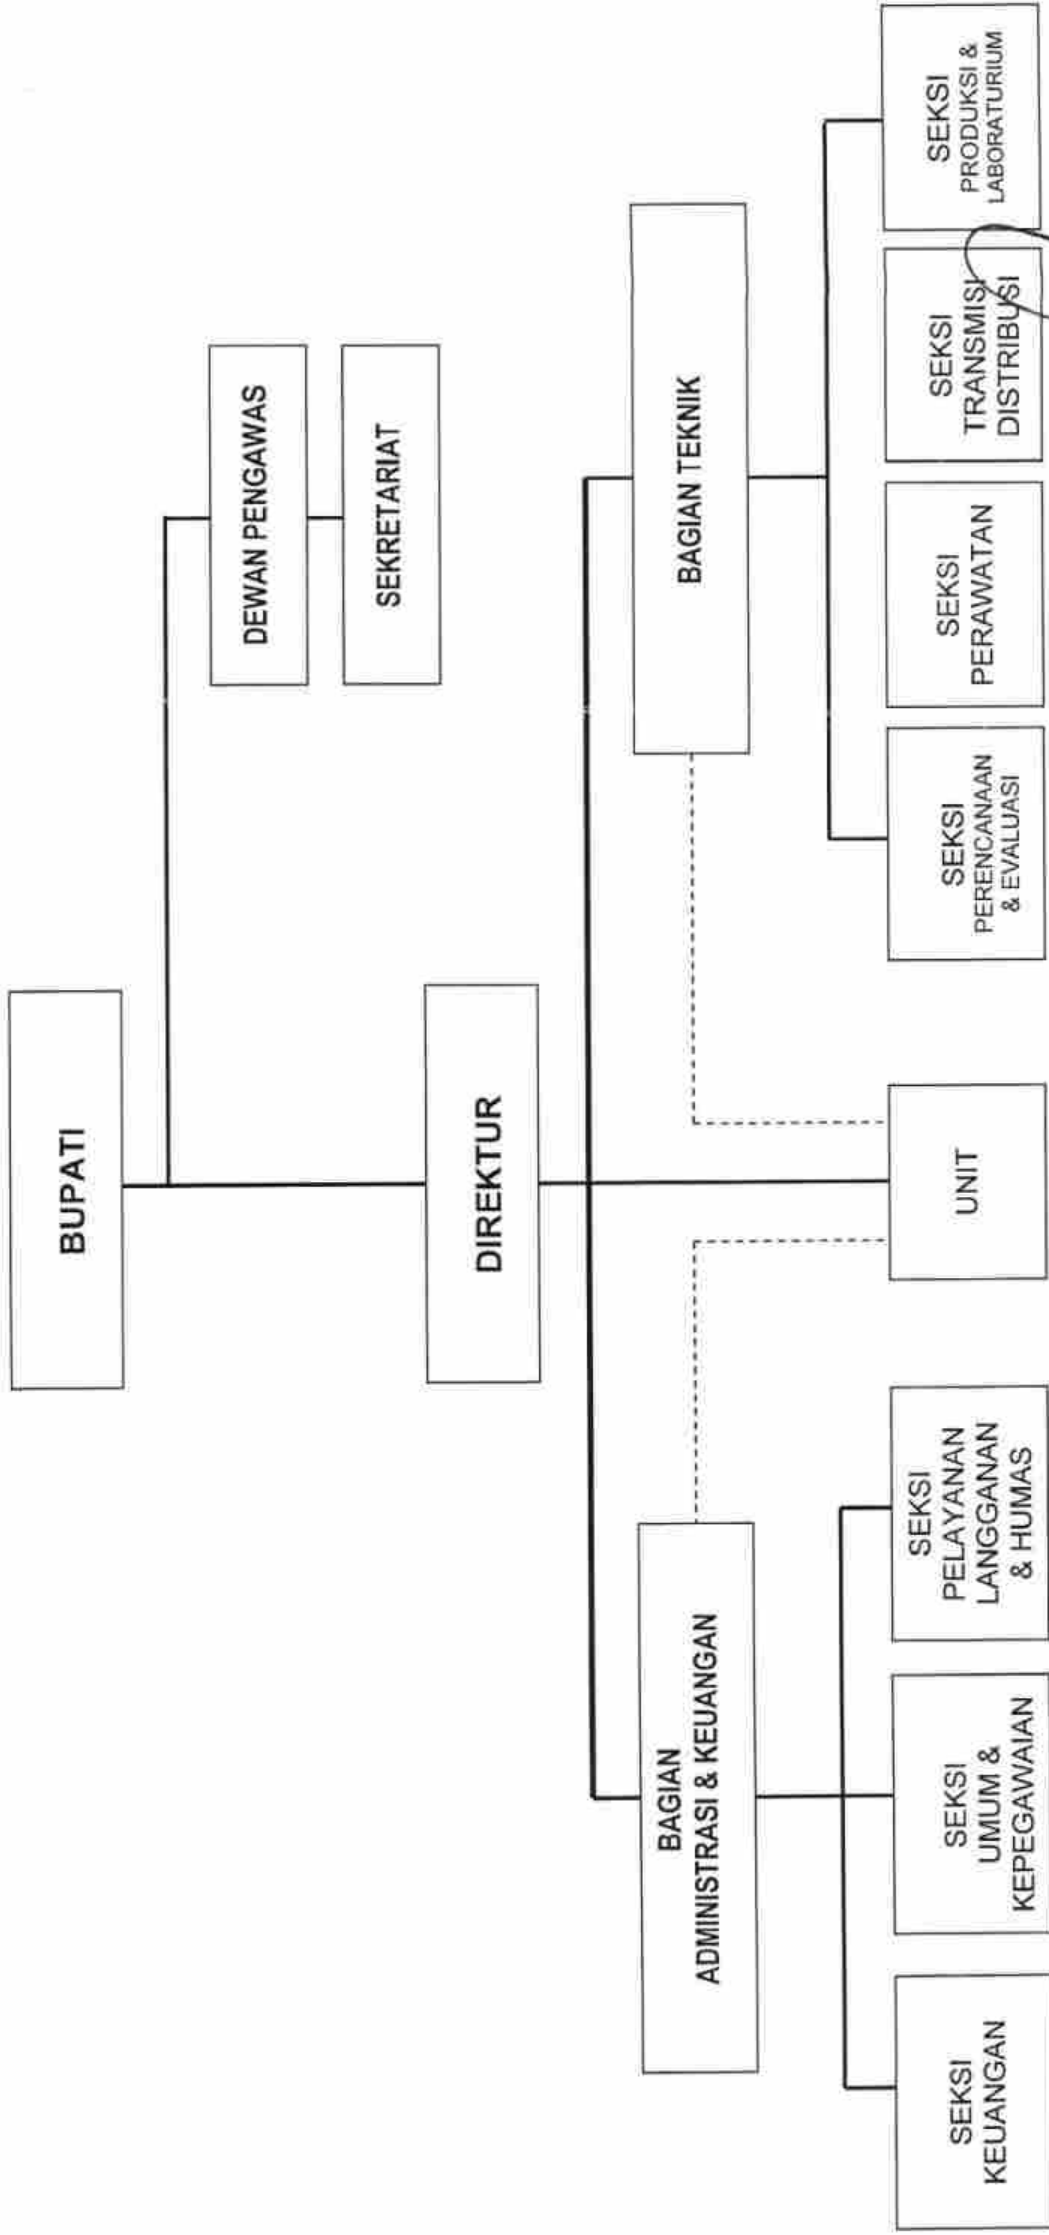 BUPATI
DEWAN PENGAWAS
SEKRETARIAT
DIREKTUR
BAGIAN
ADMINISTRASI & KEUANGAN
BAGIAN TEKNIK
SEKSI
KEUANGAN
SEKSI
UMUM &
KEPEGAWAIAN
SEKSI
PELAYANAN
LANGGANAN
& HUMAS
UNIT
SEKSI
PERENCANAAN
& EVALUASI
SEKSI
PERAWATAN
SEKSI
TRANSMISI
DISTRIBUSI
SEKSI
PRODUKSI &
LABORATURIUM